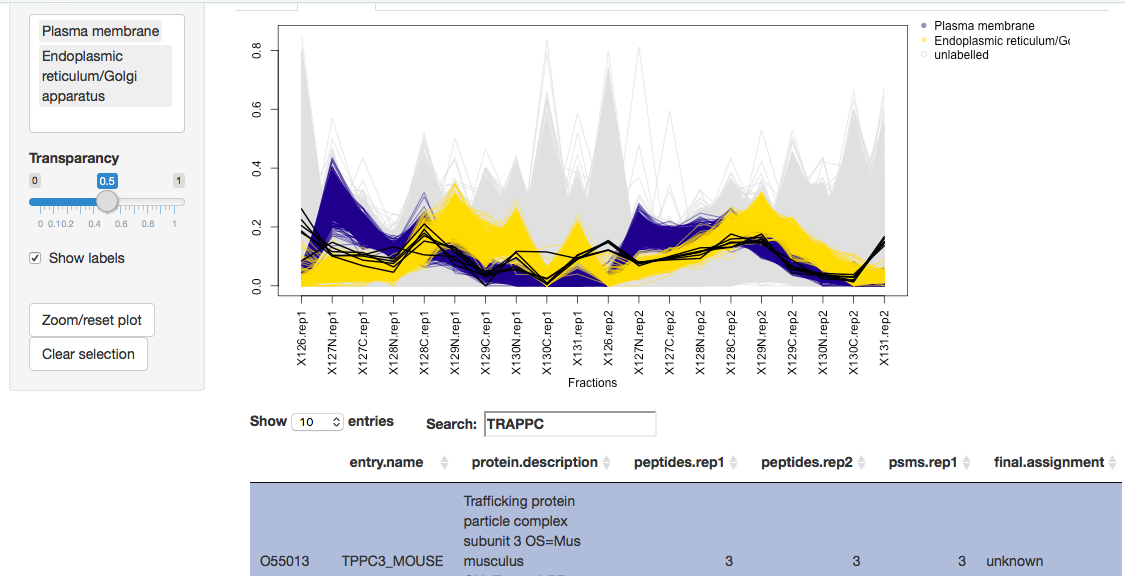 Plasma membrane
Endoplasmic
reticulum/Golgi
apparatus
Transparancy
0 0.5 1
0 0.10.2 0.4 0.6 0.8 1
Show labels
Zoom/reset plot
Clear selection
0.8
0.6
0.4
0.2
0.0
X126.rep1
X127N.rep1
X127C.rep1
X128N.rep1
X128C.rep1
X129N.rep1
X129C.rep1
X130N.rep1
X130C.rep1
X131.rep1
X126.rep2
X127N.rep2
X127C.rep2
X128N.rep2
X128C.rep2
X129N.rep2
X129C.rep2
X130N.rep2
X130C.rep2
X131.rep2
Fractions
Plasma membrane
Endoplasmic reticulum/Go
unlabelled
Show 10 entries Search: TRAPPC
entry.name protein.description peptides.rep1 peptides.rep2 psms.rep1 final.assignment
Trafficking protein
particle complex
subunit 3 OS=Mus
O55013 TPPC3_MOUSE musculus 3 3 3 unknown